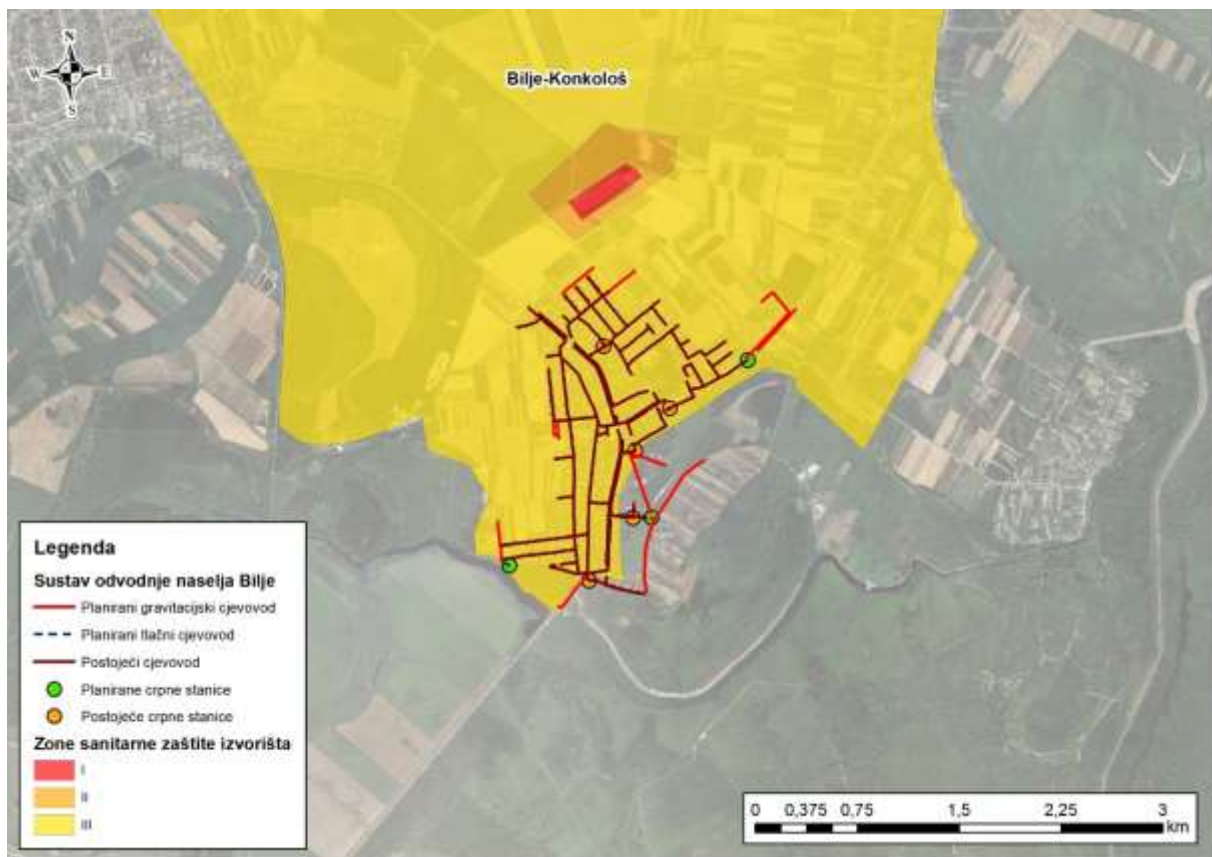 N
W E
S
Bilje-Konkološ
Legenda
Sustav odvodnje naselja Bilje
Planirani gravitacijski cjevovod
Planirani tlačni cjevovod
Postojeći cjevovod
Planirane crpne stanice
Postojeće crpne stanice
Zone sanitarne zaštite izvorišta
I
II
III
0 0,375 0,75 1,5 2,25 3
km